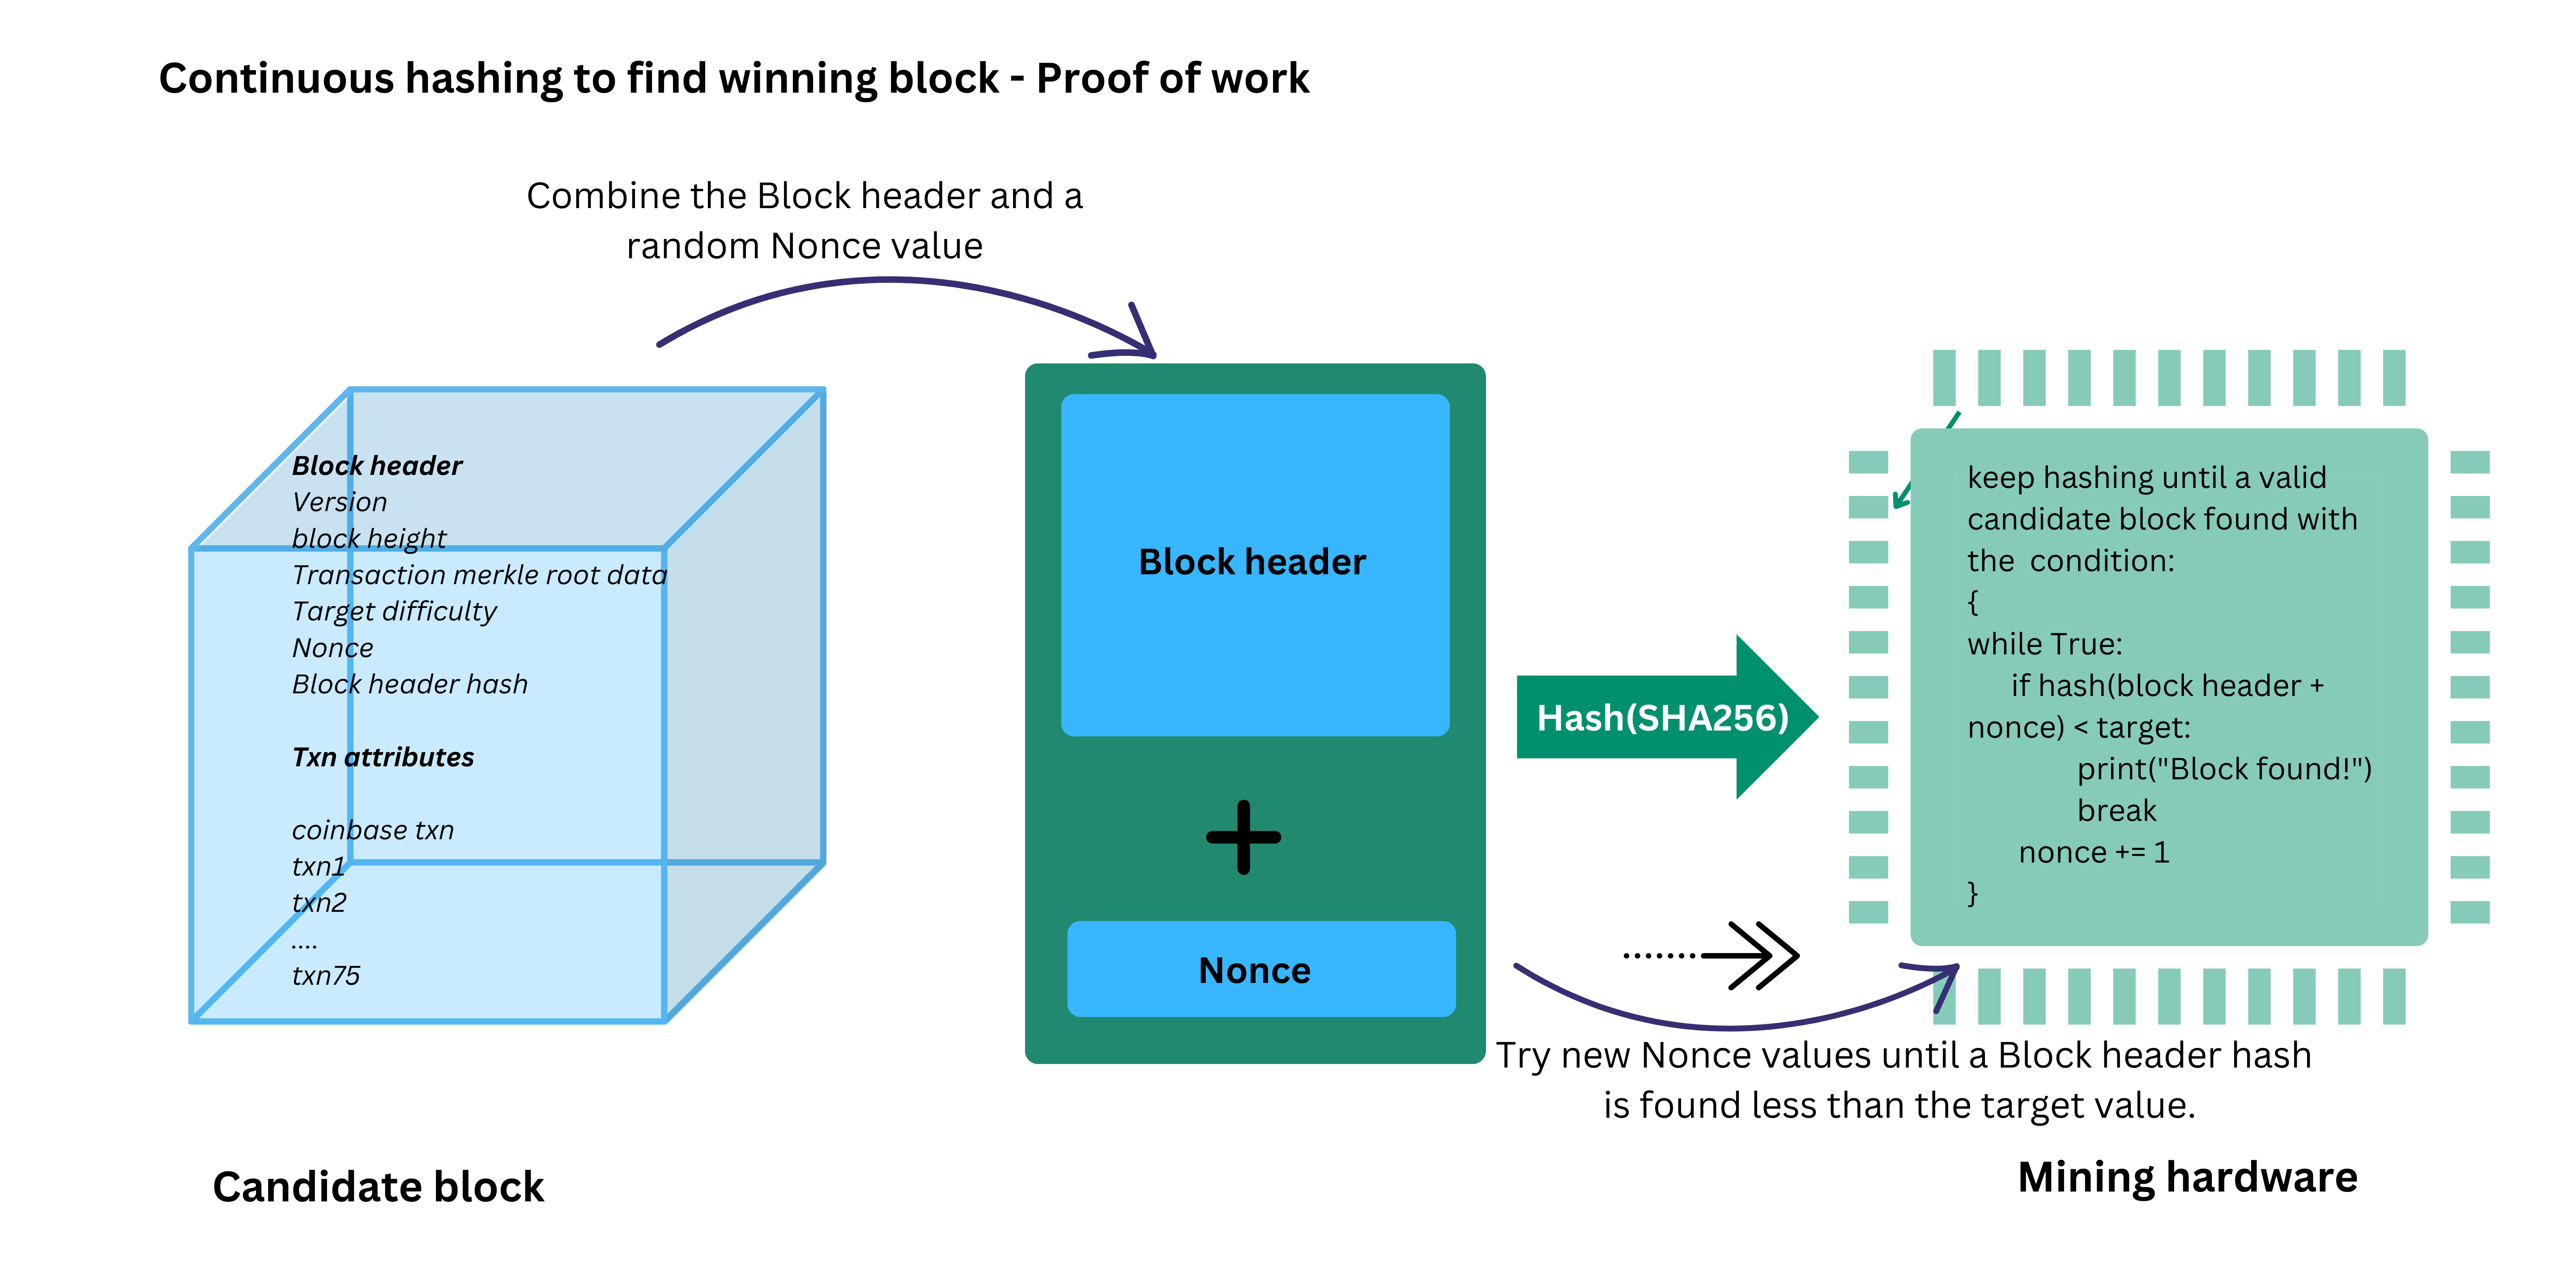 Continuous hashing to find winning block - Proof of work
Combine the Block header and a
random Nonce value
Block header
Version
block height
Transaction merkle root data
Target difficulty
Nonce
Block header hash
Txn attributes
coinbase txn
txn1
txn2
....
txn75
Candidate block
Block header
+
Nonce
Hash(SHA256)
keep hashing until a valid
candidate block found with
the  condition:
{
while True:
if hash(block header +
nonce) < target:
print("Block found!")
break
nonce += 1
}
Try new Nonce values until a Block header hash
is found less than the target value.
Mining hardware